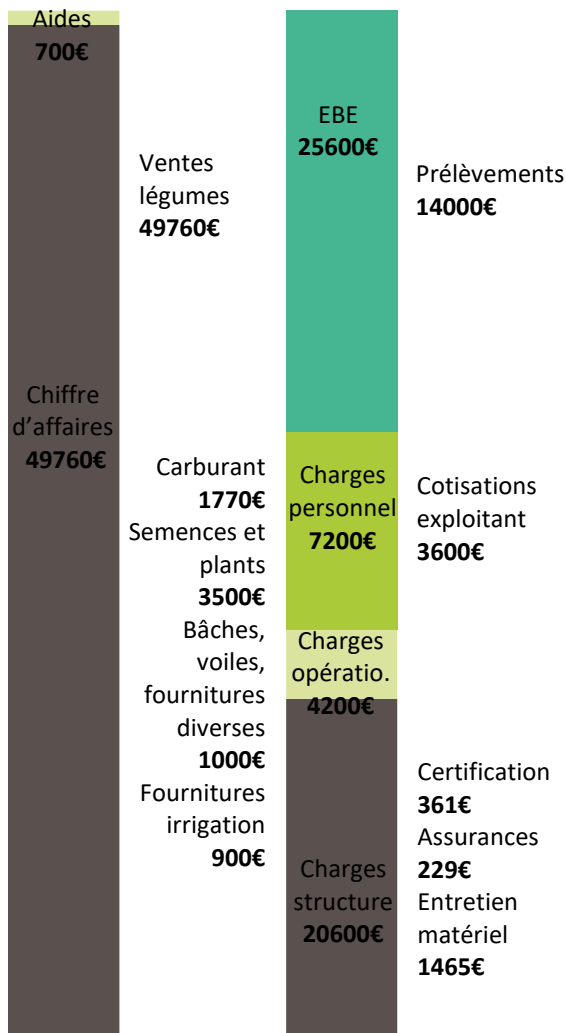 Aides
700€
Ventes
légumes
49760€
Chiffre
d’affaires
49760€
Carburant
1770€
Semences et
plants
3500€
Bâches,
voiles,
fournitures
diverses
1000€
Fournitures
irrigation
900€
EBE
25600€
Charges
personnel
7200€
Charges
opératio.
4200€
Charges
structure
20600€
Prélèvements
14000€
Cotisations
exploitant
3600€
Certification
361€
Assurances
229€
Entretien
matériel
1465€